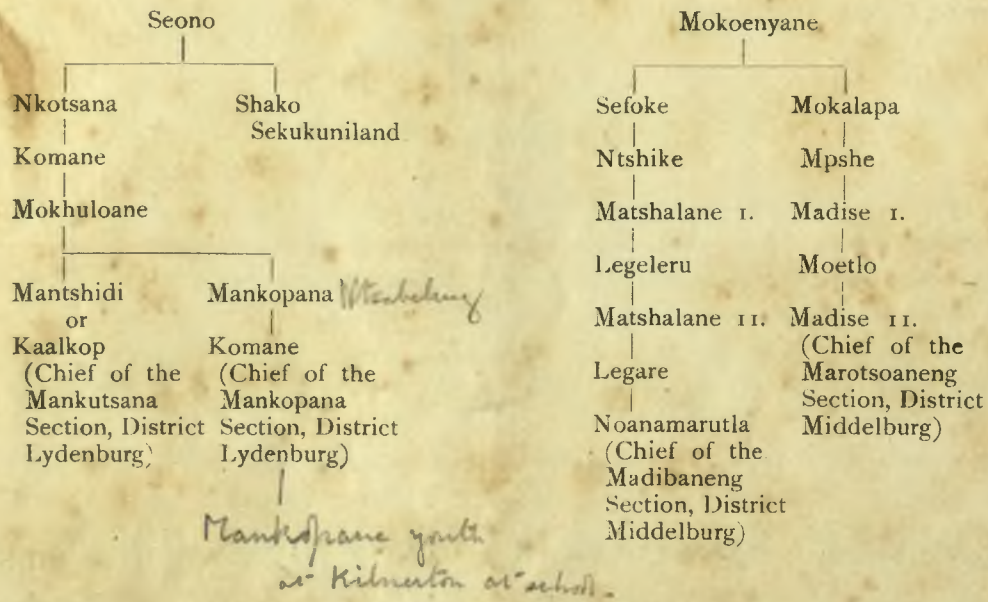 Seono
Nkotsana
Shako
Sekukuniland
Komane
Mokhuloane
Mantshidi
or
Kaalkop
(Chief of the
Mankutsana
Section, District
Lydenburg)
Mankopana
Komane
(Chief of the
Mankopana
Section, District
Lydenburg)
Mankopane youth
at Kilnerton at school.
Mokoenyane
Sefoke
Ntshike
Matshalane I.
Legeleru
Matshalane II.
Legare
Noanamarutla
(Chief of the
Madibaneng
Section, District
Middelburg)
Mokalapa
Mpshe
Madise I.
Moetlo
Madise II.
(Chief of the
Marotsoaneng
Section, District
Middelburg)